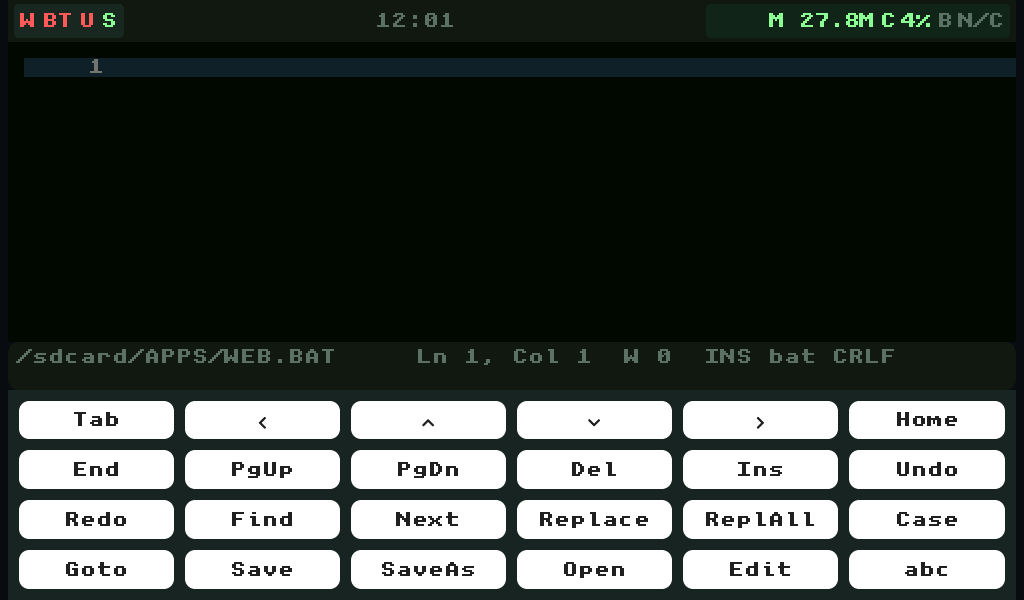 W BT U S 12:01 M 27.8M C 4% B N/C
1
/sdcard/APPS/WEB.BAT Ln 1, Col 1 W 0 INS bat CRLF
Tab < ^ ⌄ > Home
End PgUp PgDn Del Ins Undo
Redo Find Next Replace ReplAll Case
Goto Save SaveAs Open Edit abc